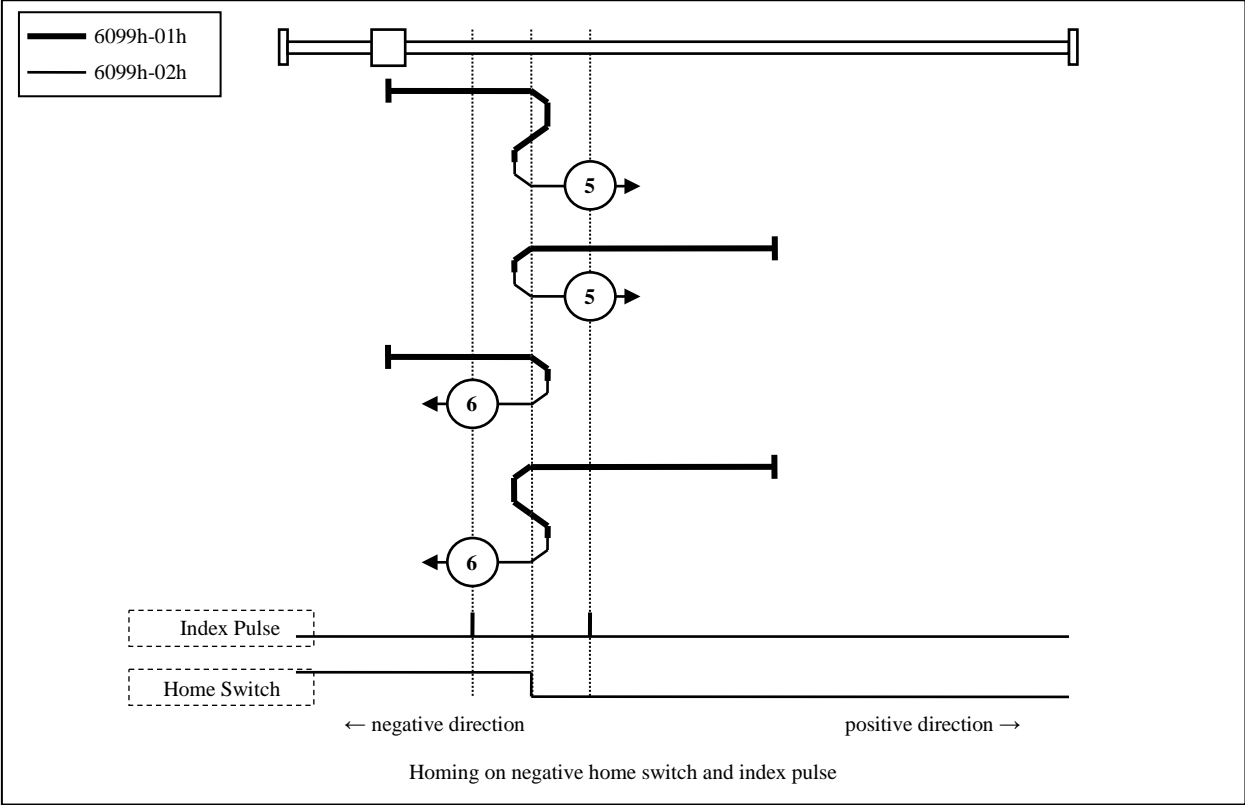 6099h-01h
6099h-02h
5
5
6
6
Index Pulse
Home Switch
← negative direction
positive direction →
Homing on negative home switch and index pulse